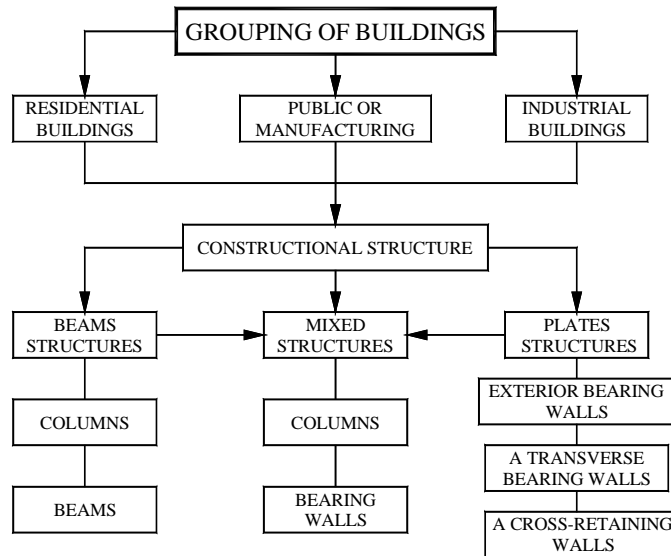 GROUPING OF BUILDINGS
RESIDENTIAL
BUILDINGS
PUBLIC OR
MANUFACTURING
INDUSTRIAL
BUILDINGS
CONSTRUCTIONAL STRUCTURE
BEAMS
STRUCTURES
MIXED
STRUCTURES
PLATES
STRUCTURES
COLUMNS
COLUMNS
EXTERIOR BEARING
WALLS
BEAMS
BEARING
WALLS
A TRANSVERSE
BEARING WALLS
A CROSS-RETAINING
WALLS